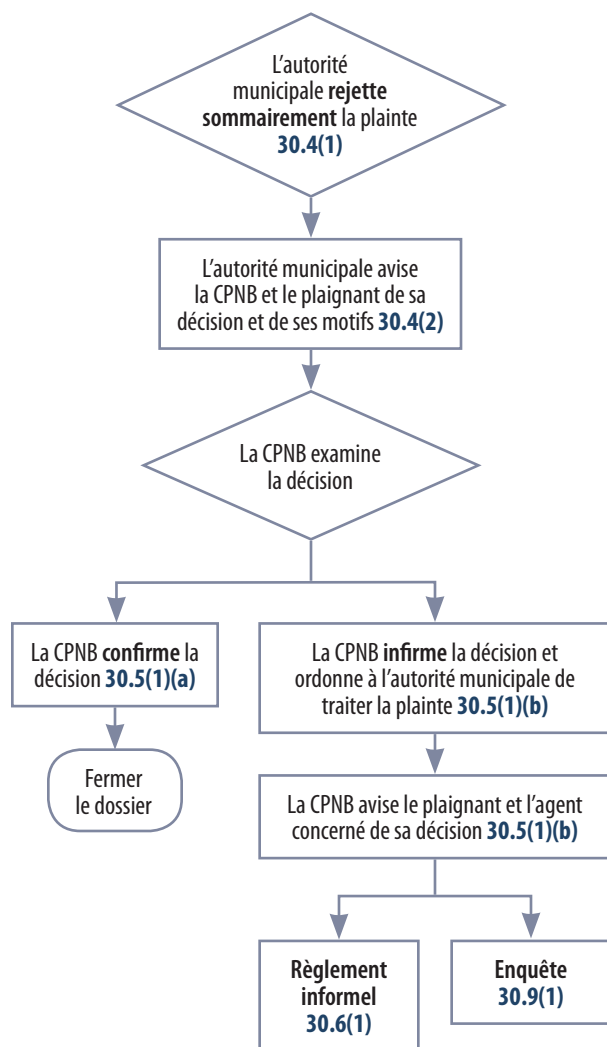 L'autorité
municipale rejette
sommairement la plainte
30.4(1)
L'autorité municipale avise
la CPNB et le plaignant de sa
décision et de ses motifs 30.4(2)
La CPNB examine
la décision
La CPNB confirme la
décision 30.5(1)(a)
Fermer
le dossier
La CPNB infirme la décision et
ordonne à l'autorité municipale de
traiter la plainte 30.5(1)(b)
La CPNB avise le plaignant et l'agent
concerné de sa décision 30.5(1)(b)
Règlement
informel
30.6(1)
Enquête
30.9(1)